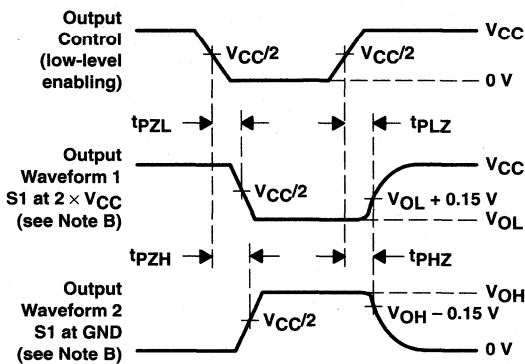 Output
Control
(low-level
enabling)
VCC/2
VCC/2
VCC
0 V
tPZL
tPLZ
Output
Waveform 1
S1 at 2 × VCC
(see Note B)
VCC/2
VCC
VOL + 0.15 V
VOL
tPZH
tPHZ
Output
Waveform 2
S1 at GND
(see Note B)
VCC/2
VOH
VOH − 0.15 V
0 V